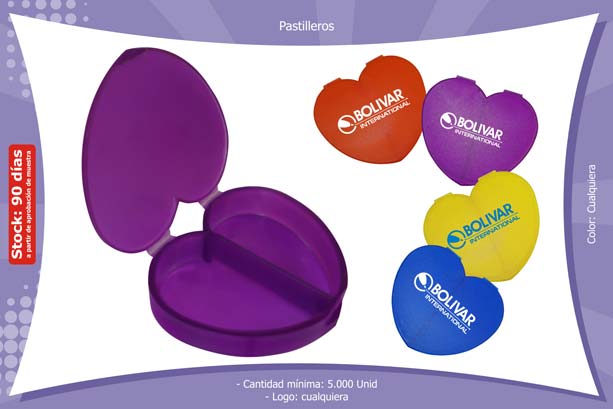 Pastilleros
Stock: 90 días
a partir de aprobación de muestra
BOLIVAR
INTERNATIONAL
BOLIVAR
INTERNATIONAL
BOLIVAR
INTERNATIONAL
BOLIVAR
INTERNATIONAL
Color: Cualquiera
- Cantidad mínima: 5.000 Unid
- Logo: cualquiera